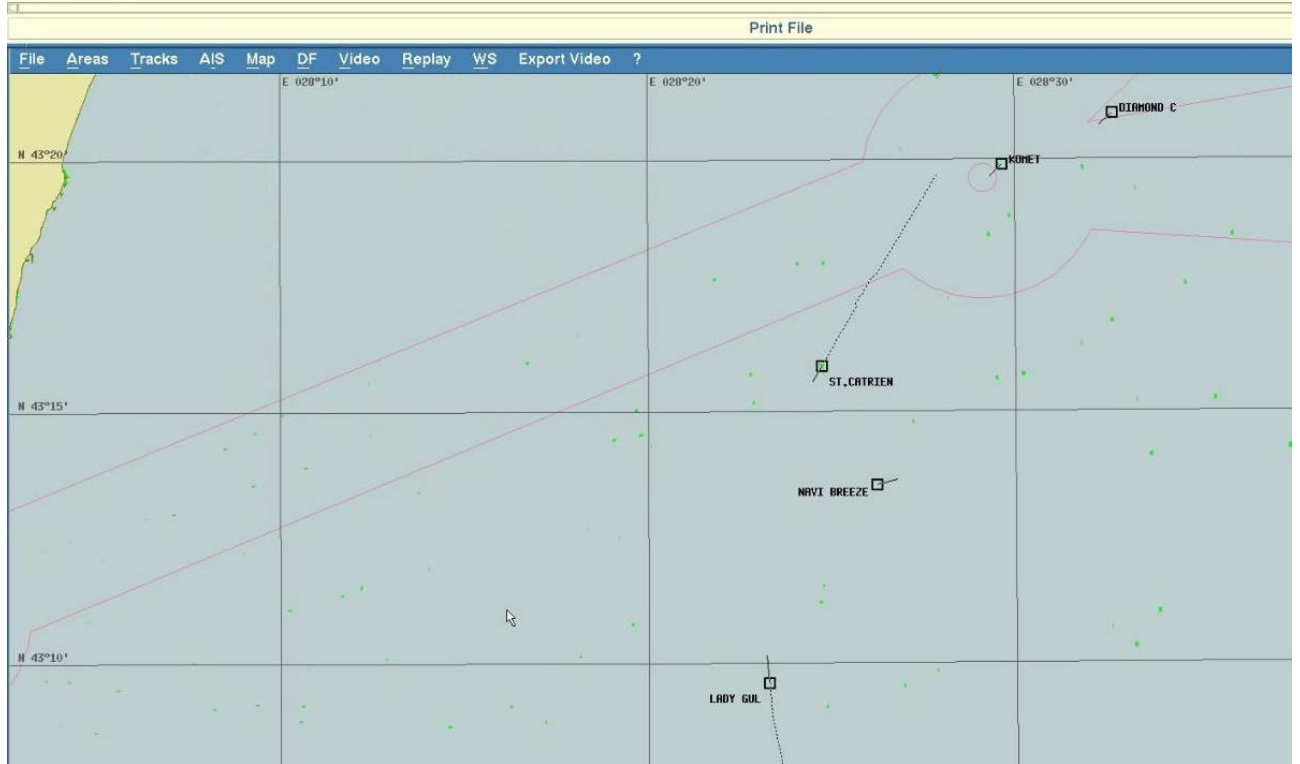 Print File
File Areas Tracks AIS Map DF Video Replay WS Export Video ?
E 028°10' E 028°20' E 028°30'
DIAMOND C
N 43°20'
KOMET
ST.CATRIEN
N 43°15'
NAVI BREEZE
N 43°10'
LADY GUL